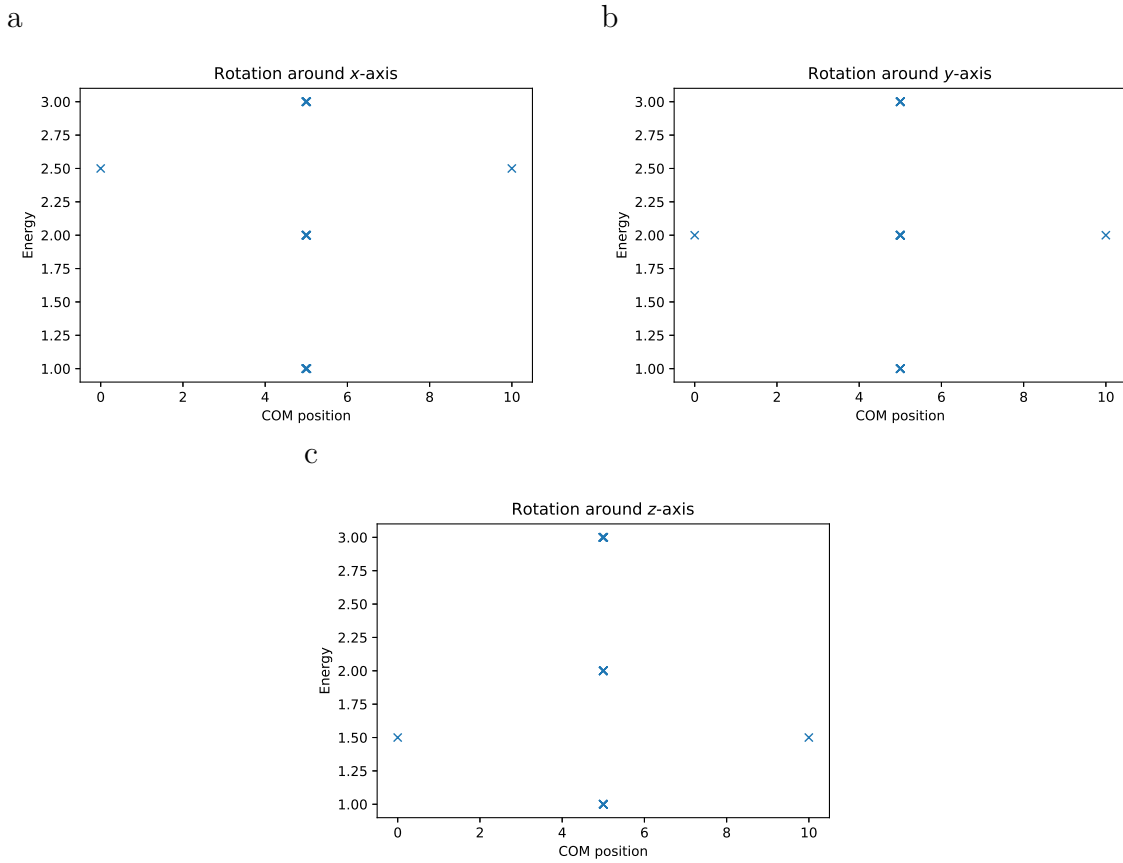 a
b
Rotation around x-axis
3.00
2.75
2.50
2.25
2.00
1.75
1.50
1.25
1.00
Energy
0 2 4 6 8 10
COM position
Rotation around y-axis
3.00
2.75
2.50
2.25
2.00
1.75
1.50
1.25
1.00
Energy
0 2 4 6 8 10
COM position
c
Rotation around z-axis
3.00
2.75
2.50
2.25
2.00
1.75
1.50
1.25
1.00
Energy
0 2 4 6 8 10
COM position